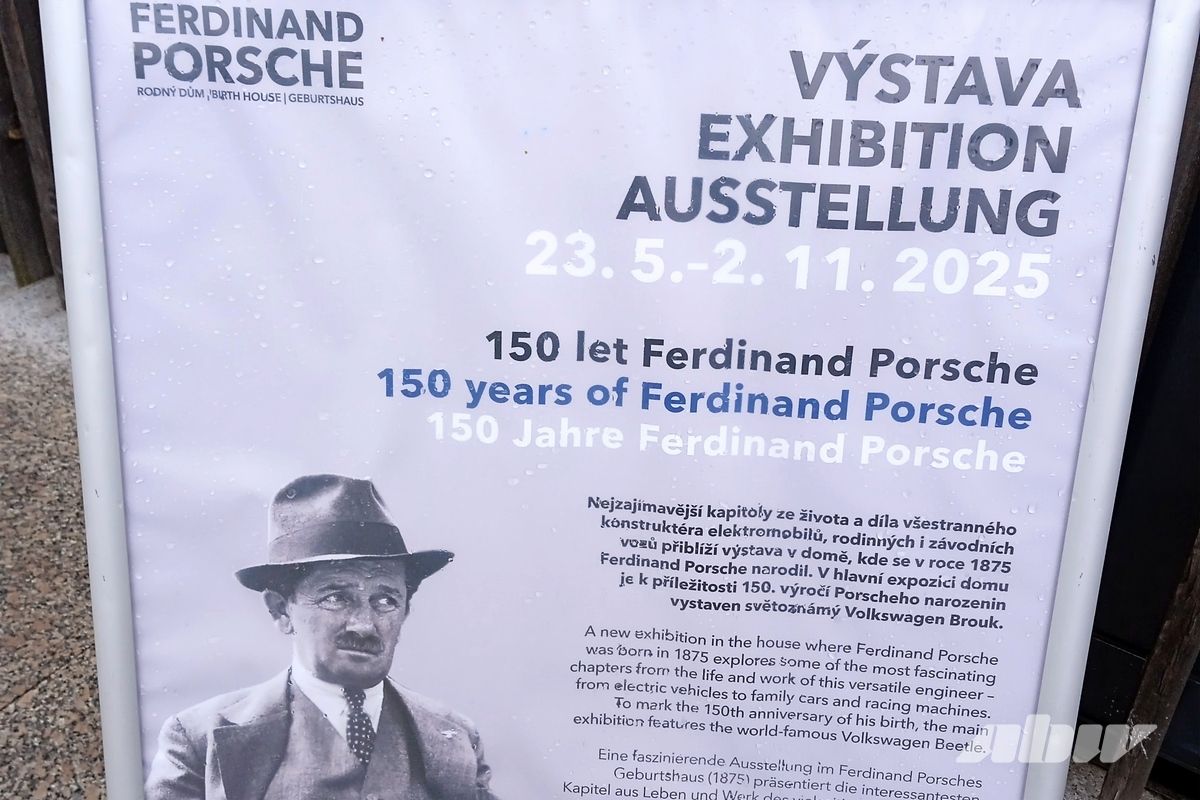 FERDINAND
PORSCHE
RODNÝ DŮM | BIRTH HOUSE | GEBURTSHAUS
VÝSTAVA
EXHIBITION
AUSSTELLUNG
23. 5.-2. 11. 2025
150 let Ferdinand Porsche
150 years of Ferdinand Porsche
150 Jahre Ferdinand Porsche
Nejzajímavější kapitoly ze života a díla všestranného
konstruktéra elektromobilů, rodinných i závodních
vozů přiblíží výstava v domě, kde se v roce 1875
Ferdinand Porsche narodil. V hlavní expozici domu
je k příležitosti 150. výročí Porscheho narozenin
vystaven světoznámý Volkswagen Brouk.
A new exhibition in the house where Ferdinand Porsche
was born in 1875 explores some of the most fascinating
chapters from the life and work of this versatile engineer –
from electric vehicles to family cars and racing machines.
To mark the 150th anniversary of his birth, the main
exhibition features the world-famous Volkswagen Beetle.
Eine faszinierende Ausstellung im Ferdinand Porsches
Geburtshaus (1875) präsentiert die interessantesten
Kapitel aus Leben und Werk des